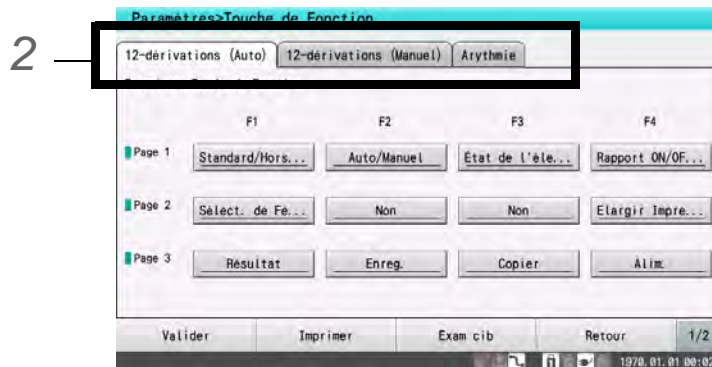 Paramètres>Touche de Fonction
2
12-dérivations (Auto) 12-dérivations (Manuel) Arythmie
F1 F2 F3 F4
Page 1 Standard/Hors... Auto/Manuel État de l'éle... Rapport ON/OF...
Page 2 Sélect. de Fe... Non Non Elargir Impre...
Page 3 Résultat Enreg. Copier Alim.
Valider Imprimer Exam cib Retour 1/2
1970.01.01 00:02